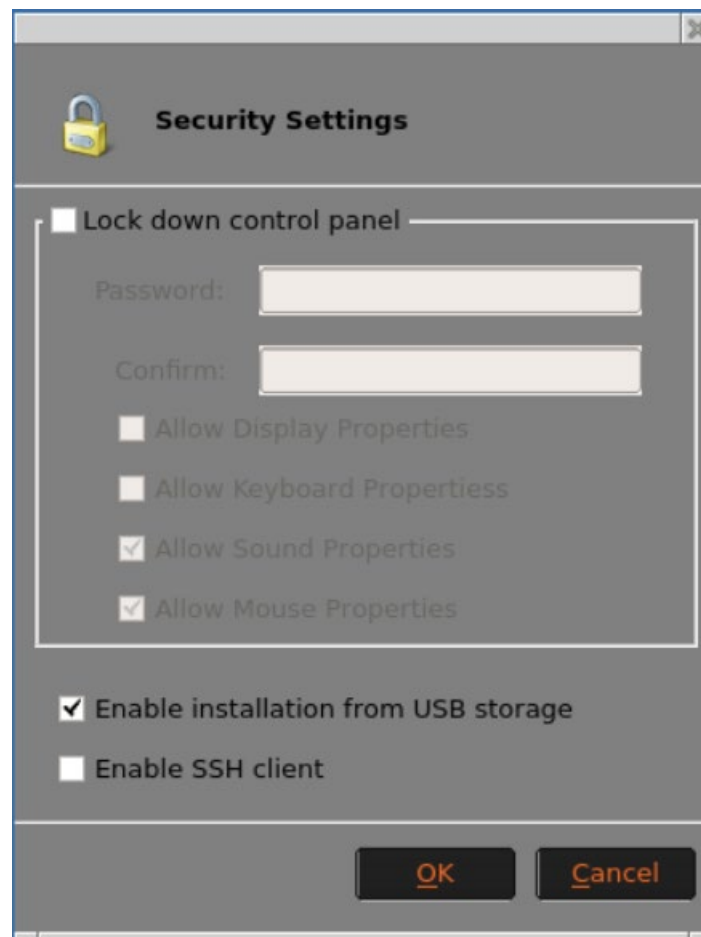 Security Settings
Lock down control panel
Password:
Confirm:
Allow Display Properties
Allow Keyboard Propertiess
Allow Sound Properties
Allow Mouse Properties
Enable installation from USB storage
Enable SSH client
OK Cancel